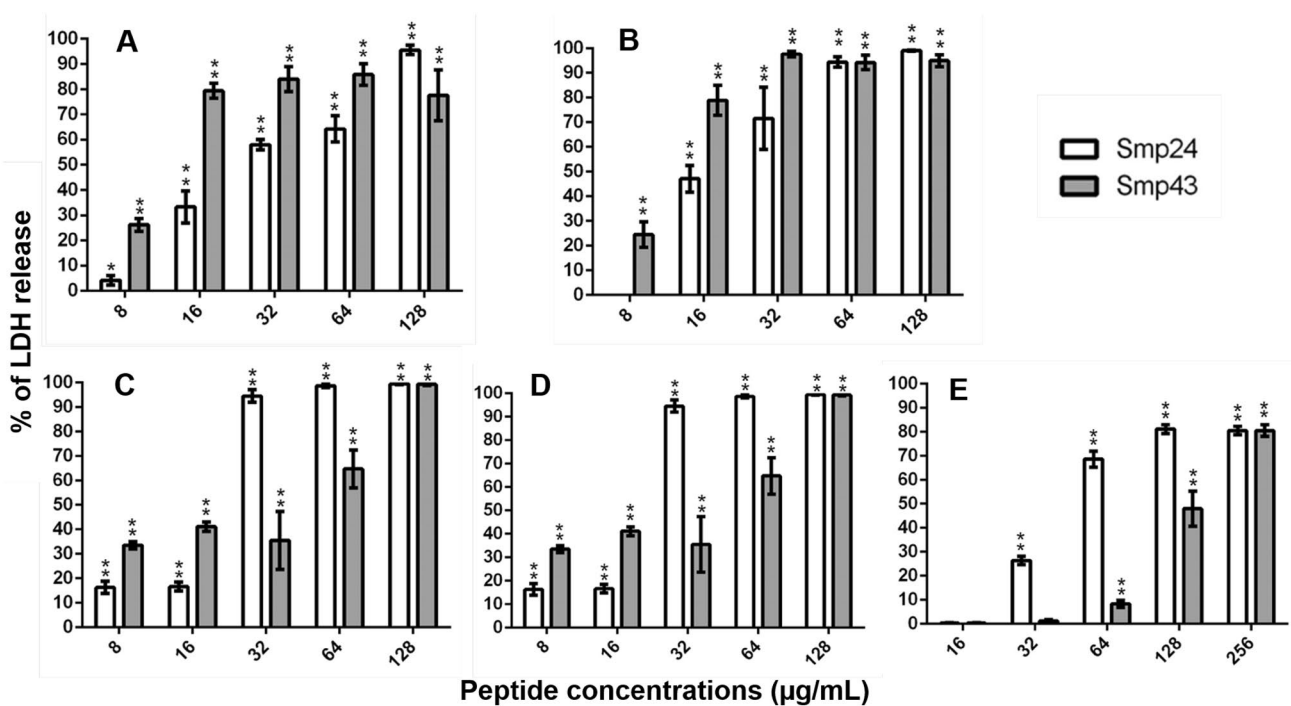 A
100
90
80
70
60
50
40
30
20
10
0
* * * * * * * * * * * * * * * * * * *
8 16 32 64 128
B
100
90
80
70
60
50
40
30
20
10
0
* * * * * * * * * * * * * * * * * *
8 16 32 64 128
Smp24
Smp43
% of LDH release
C
100
90
80
70
60
50
40
30
20
10
0
* * * * * * * * * * * * * * * * * * * *
8 16 32 64 128
D
100
90
80
70
60
50
40
30
20
10
0
* * * * * * * * * * * * * * * * * * * *
8 16 32 64 128
E
100
90
80
70
60
50
40
30
20
10
0
* * * * * * * * * * * * * *
16 32 64 128 256
Peptide concentrations (µg/mL)